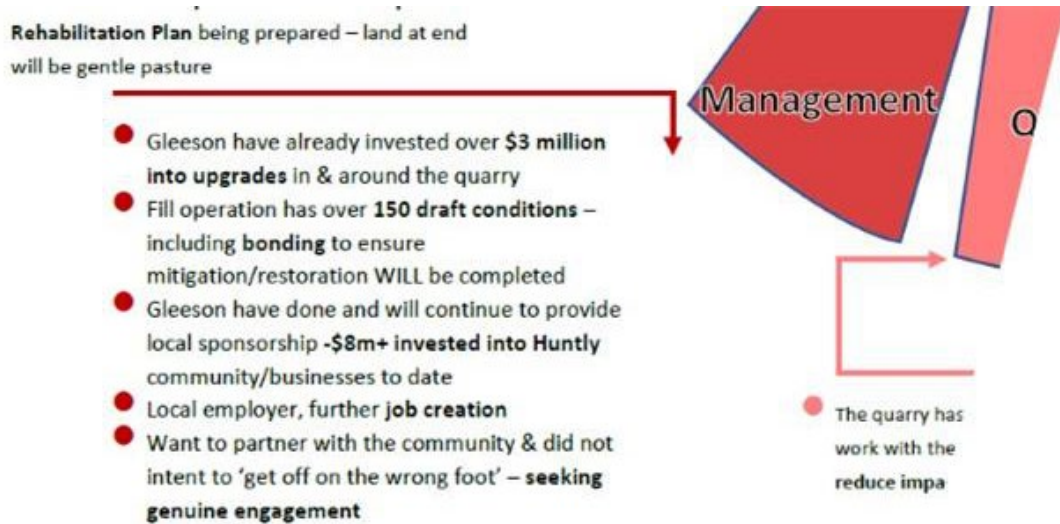 Rehabilitation Plan being prepared – land at end
will be gentle pasture
Management
Q
Gleeson have already invested over $3 million
into upgrades in & around the quarry
Fill operation has over 150 draft conditions –
including bonding to ensure
mitigation/restoration WILL be completed
Gleeson have done and will continue to provide
local sponsorship -$8m+ invested into Huntly
community/businesses to date
Local employer, further job creation
Want to partner with the community & did not
intent to 'get off on the wrong foot' – seeking
genuine engagement
The quarry has
work with the
reduce impa